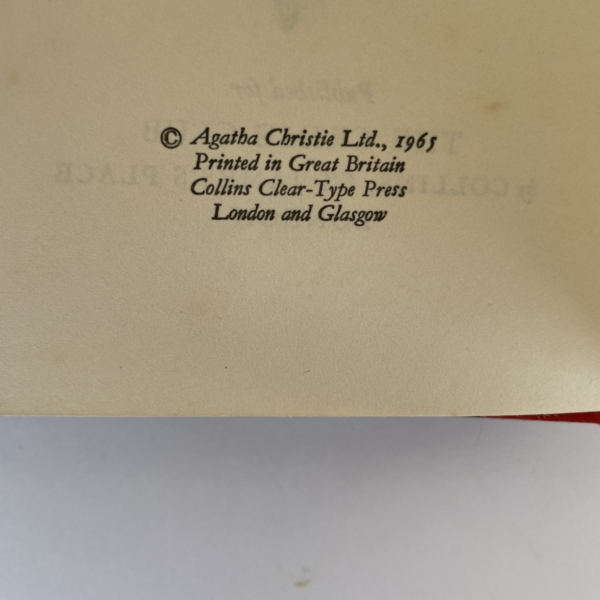 © Agatha Christie Ltd., 1965
Printed in Great Britain
Collins Clear-Type Press
London and Glasgow